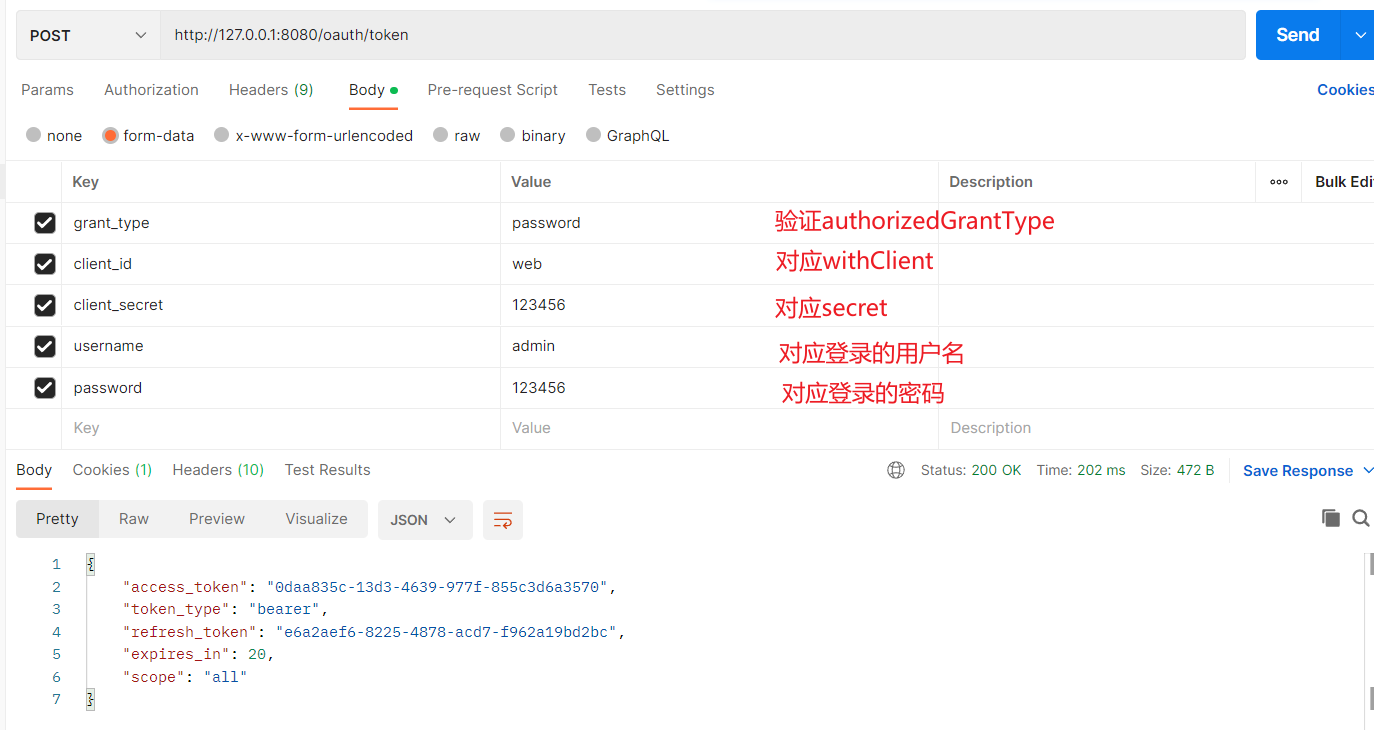 POST http://127.0.0.1:8080/oauth/token Send
Params Authorization Headers (9) Body Pre-request Script Tests Settings Cookies
none form-data x-www-form-urlencoded raw binary GraphQL
Key Value Description ooo Bulk Edi
grant_type password 验证authorizedGrantType
client_id web 对应withClient
client_secret 123456 对应secret
username admin 对应登录的用户名
password 123456 对应登录的密码
Key Value Description
Body Cookies (1) Headers (10) Test Results Status: 200 OK Time: 202 ms Size: 472 B Save Response
Pretty Raw Preview Visualize JSON
1 {
2 "access_token": "0daa835c-13d3-4639-977f-855c3d6a3570",
3 "token_type": "bearer",
4 "refresh_token": "e6a2aef6-8225-4878-acd7-f962a19bd2bc",
5 "expires_in": 20,
6 "scope": "all"
7 }